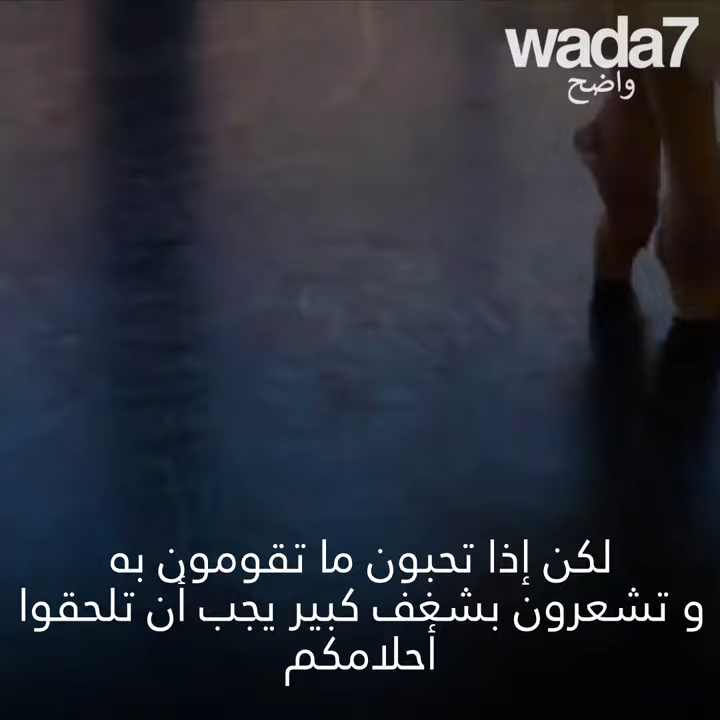 wada7
واضح
لكن إذا تحبون ما تقومون به
و تشعرون بشغف كبير يجب أن تلحقوا
أحلامكم